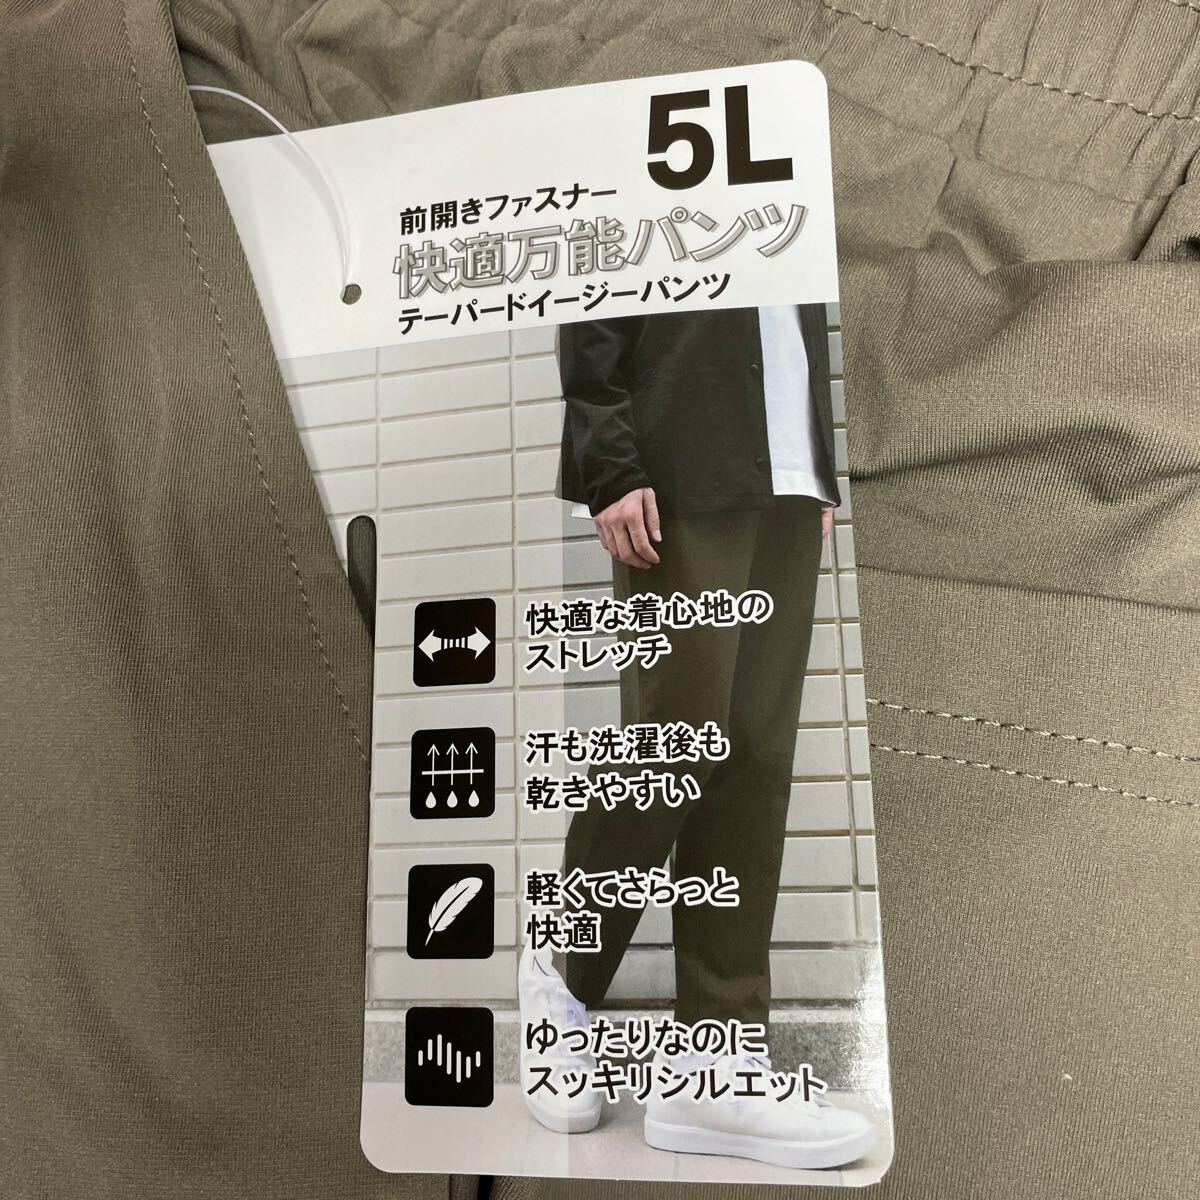 5L
前開きファスナー
快適万能パンツ
テーパードイージーパンツ
快適な着心地の
ストレッチ
汗も洗濯後も
乾きやすい
軽くてさらっと
快適
ゆったりなのに
スッキリシルエット